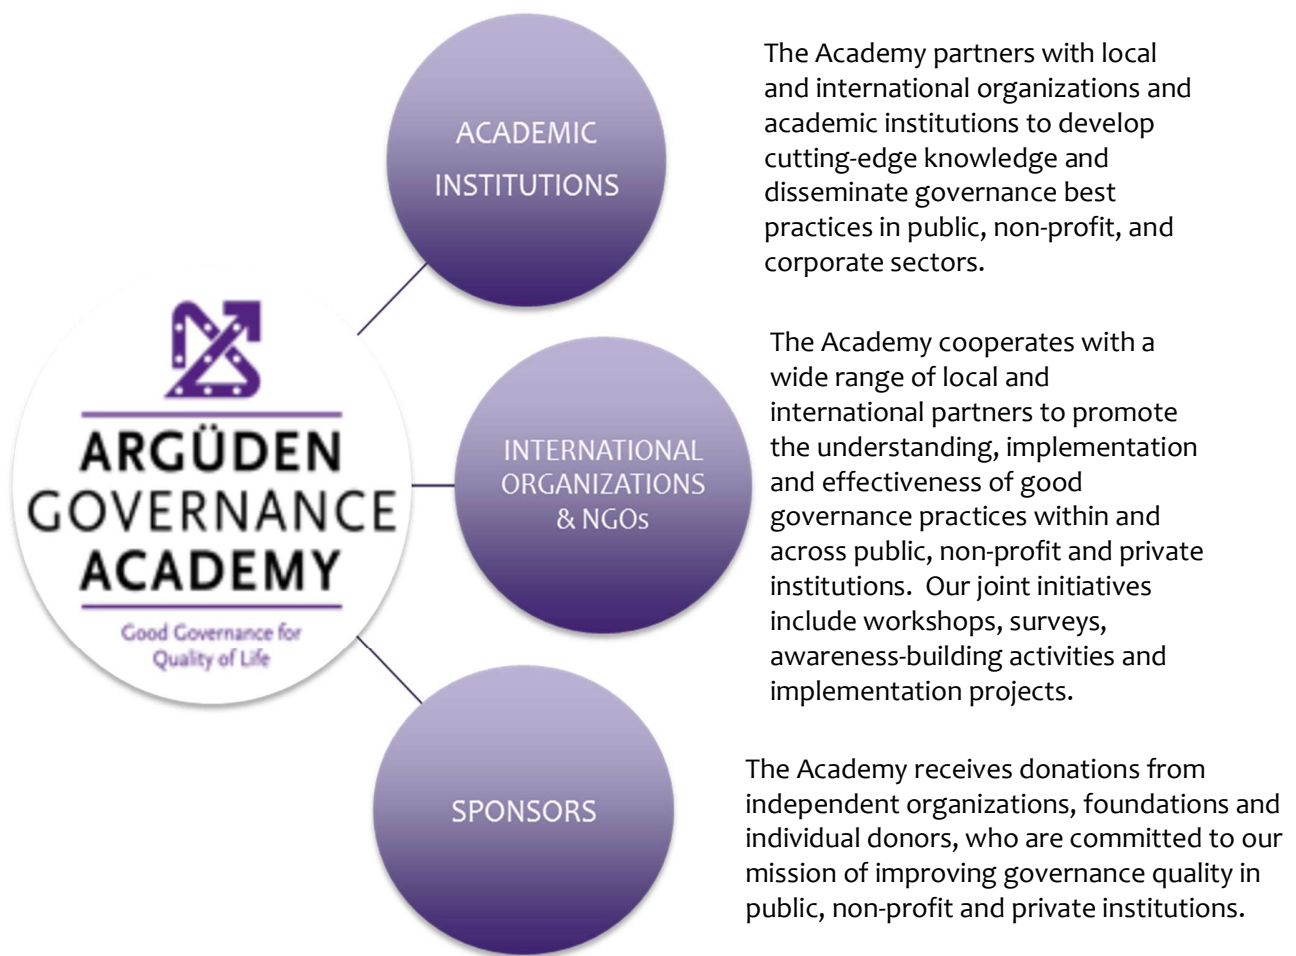 ACADEMIC
INSTITUTIONS
The Academy partners with local
and international organizations and
academic institutions to develop
cutting-edge knowledge and
disseminate governance best
practices in public, non-profit, and
corporate sectors.
ARGÜDEN
GOVERNANCE
ACADEMY
Good Governance for
Quality of Life
INTERNATIONAL
ORGANIZATIONS
& NGOs
The Academy cooperates with a
wide range of local and
international partners to promote
the understanding, implementation
and effectiveness of good
governance practices within and
across public, non-profit and private
institutions.  Our joint initiatives
include workshops, surveys,
awareness-building activities and
implementation projects.
SPONSORS
The Academy receives donations from
independent organizations, foundations and
individual donors, who are committed to our
mission of improving governance quality in
public, non-profit and private institutions.